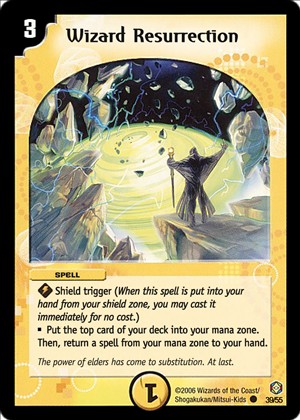 3 Wizard Resurrection
SPELL
Shield trigger (When this spell is put into your
hand from your shield zone, you may cast it
immediately for no cost.)
▪ Put the top card of your deck into your mana zone.
Then, return a spell from your mana zone to your hand.
The power of elders has come to substitution. At last.
1
©2006 Wizards of the Coast/
Shogakukan/Mitsui-Kids ● 39/55